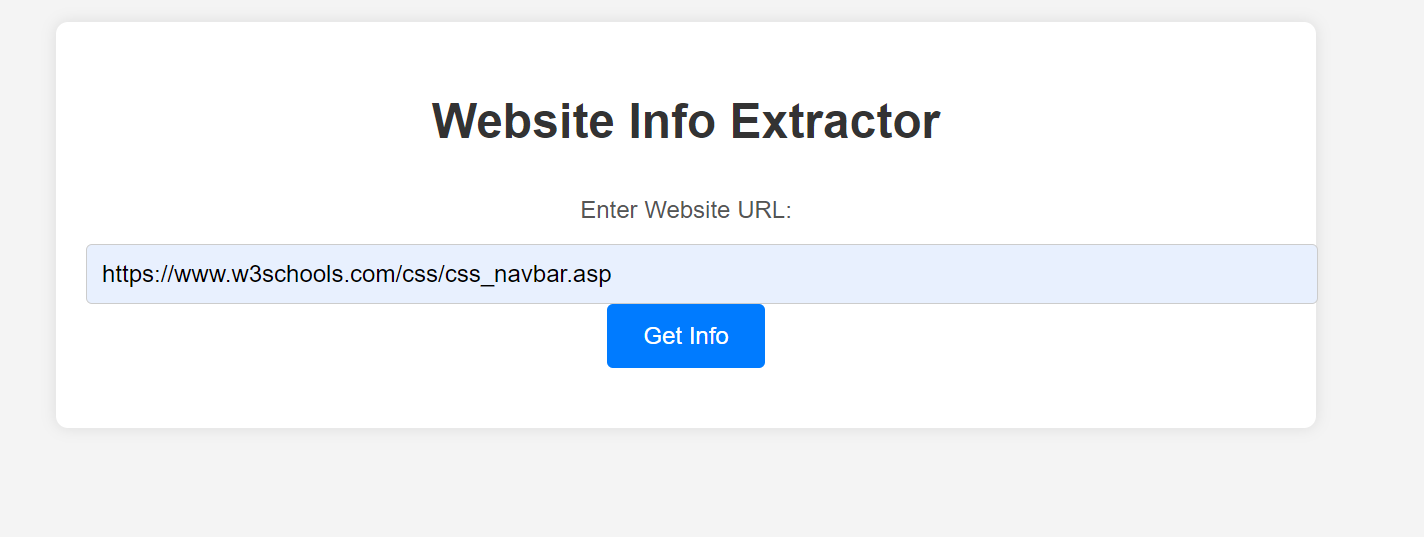 Website Info Extractor
Enter Website URL:
https://www.w3schools.com/css/css_navbar.asp
Get Info